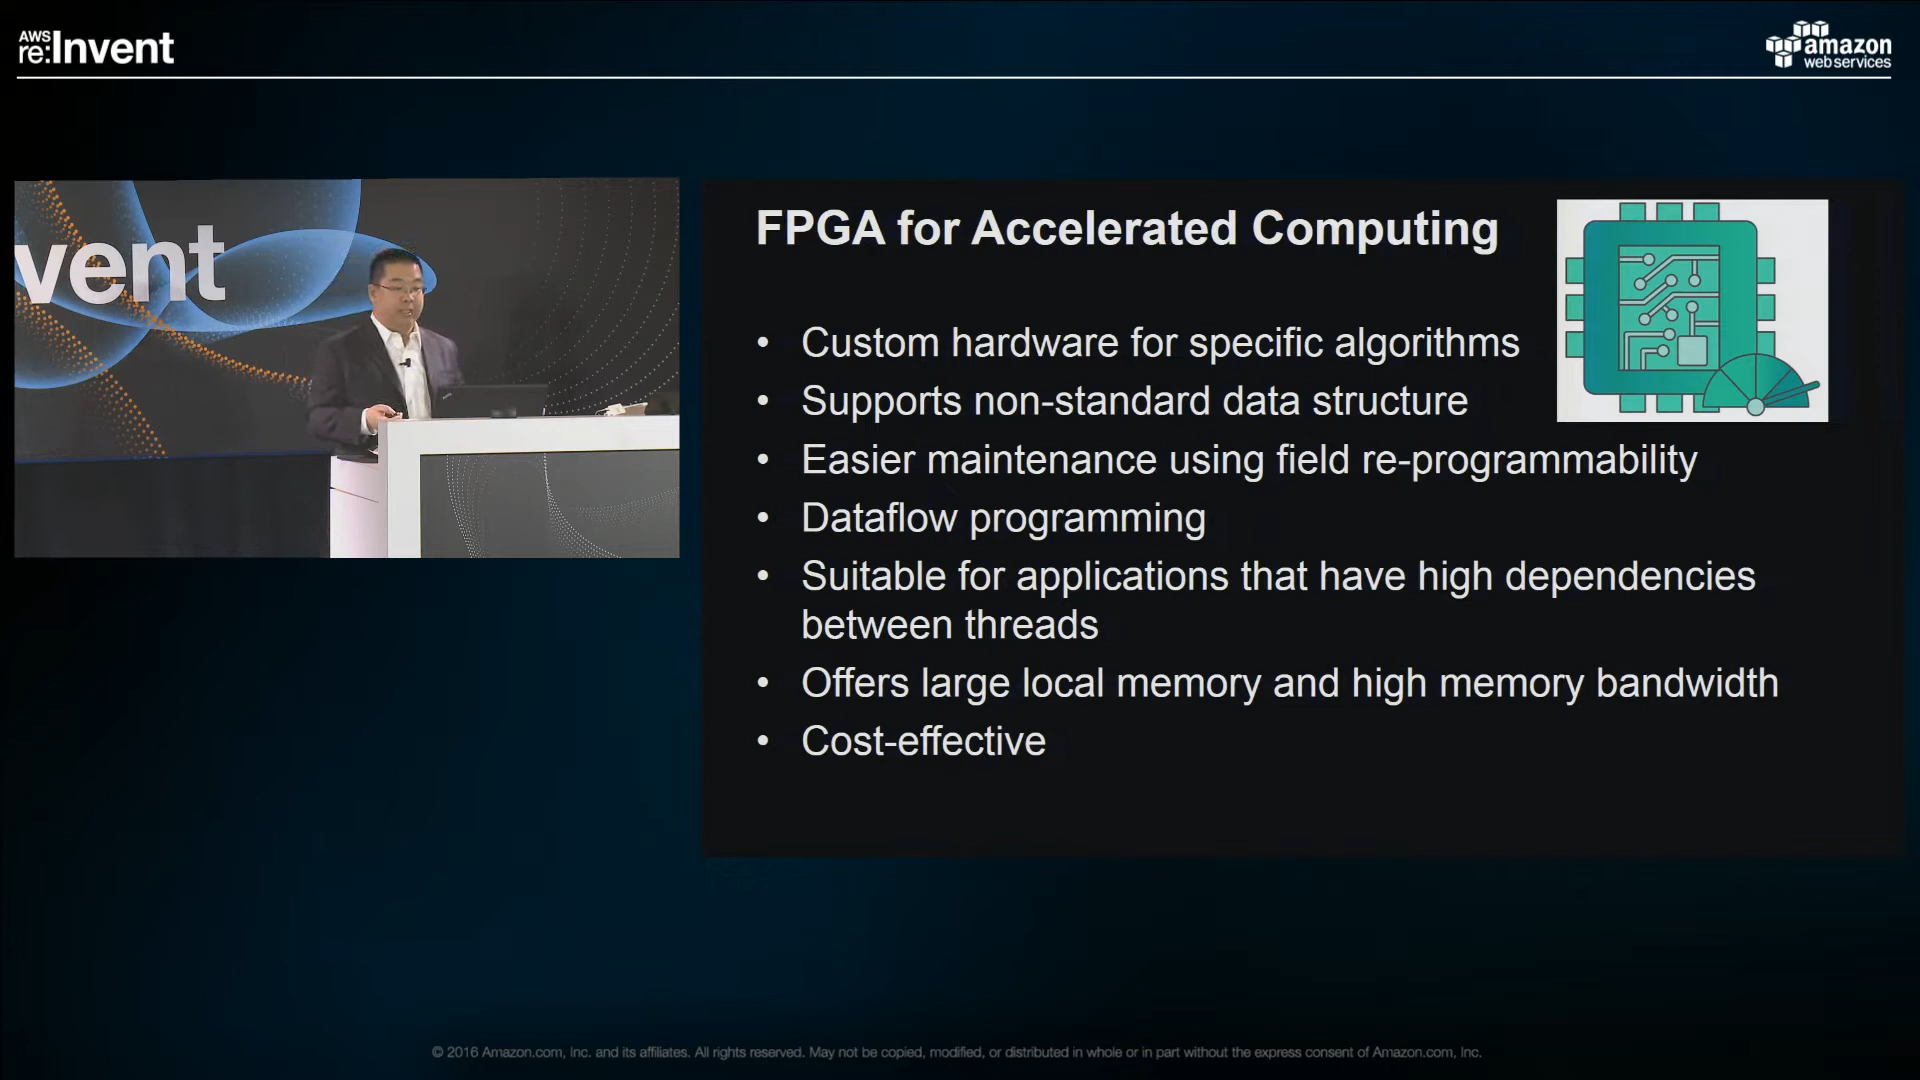 AWS
re:Invent
amazon
web services
vent
FPGA for Accelerated Computing
• Custom hardware for specific algorithms
• Supports non-standard data structure
• Easier maintenance using field re-programmability
• Dataflow programming
• Suitable for applications that have high dependencies
between threads
• Offers large local memory and high memory bandwidth
• Cost-effective
© 2016 Amazon.com, Inc. and its affiliates. All rights reserved. May not be copied, modified, or distributed in whole or in part without the express consent of Amazon.com, Inc.